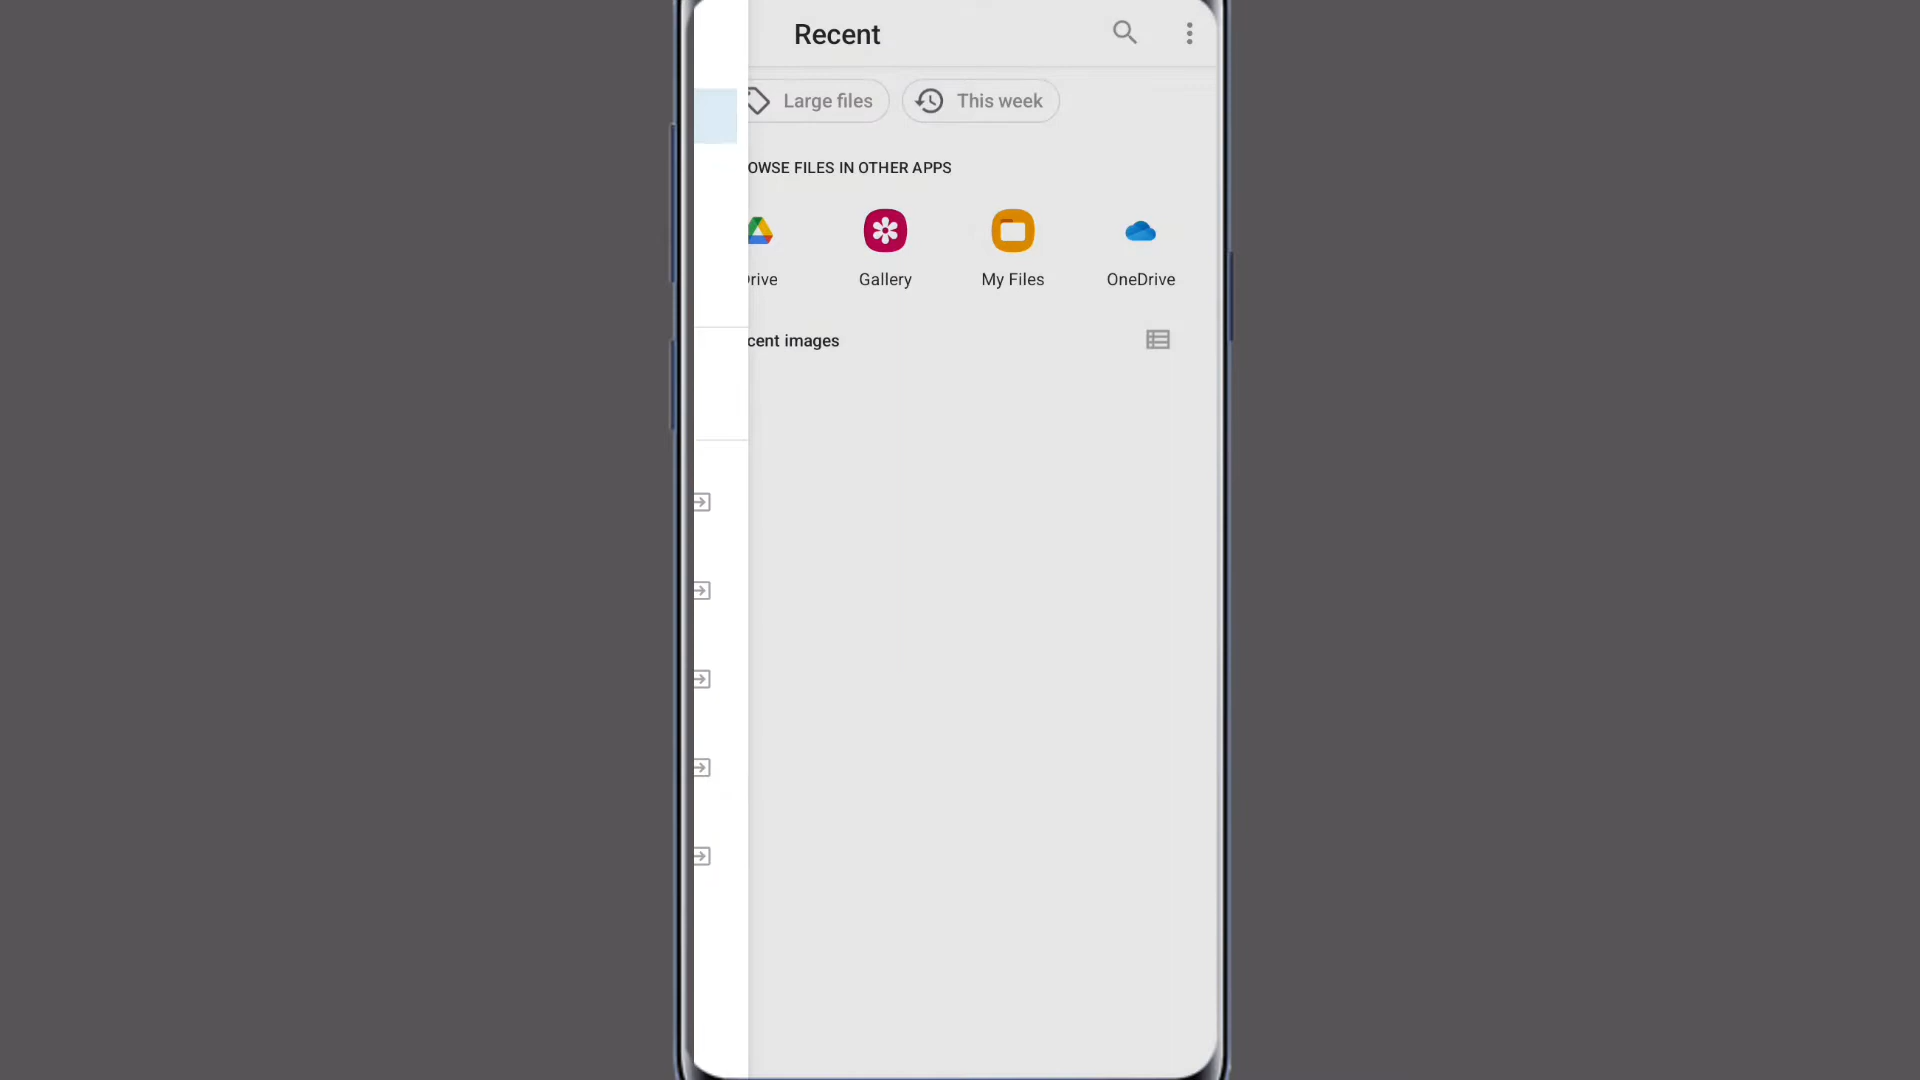 Recent
Large files
This week
OWSE FILES IN OTHER APPS
rive
Gallery
My Files
OneDrive
cent images